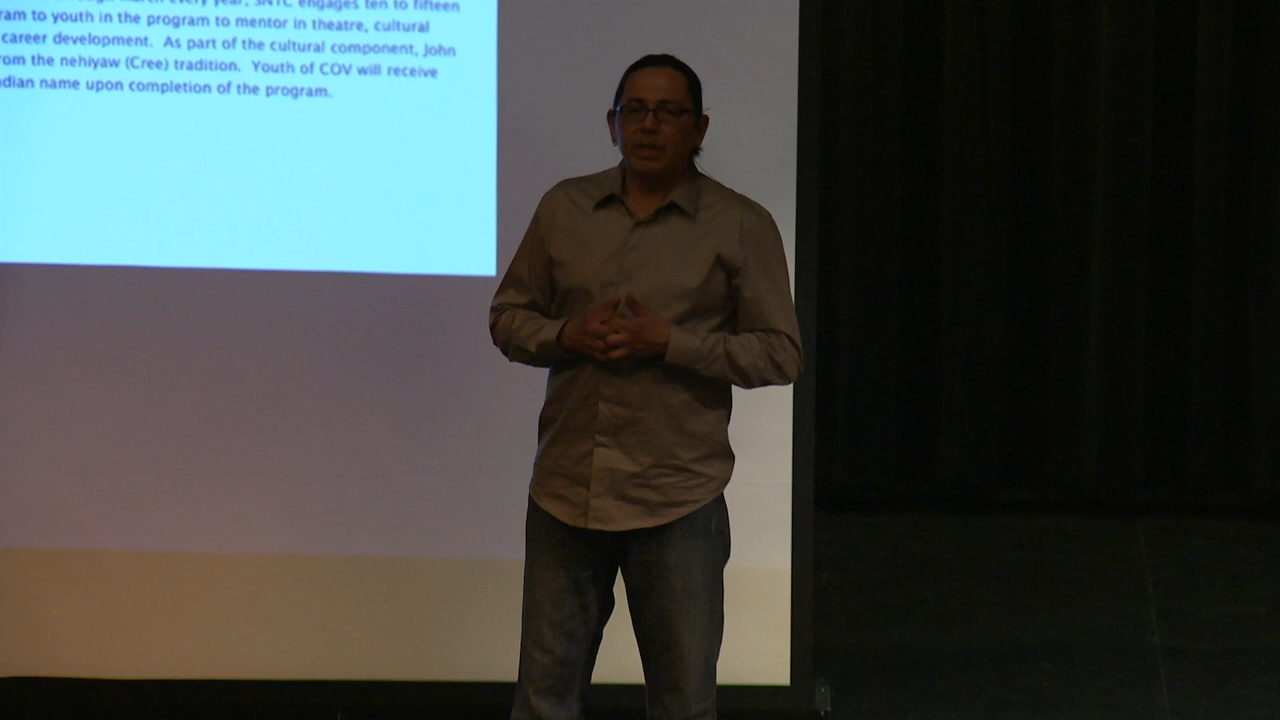 through March every year, SNTC engages ten to fifteen
ram to youth in the program to mentor in theatre, cultural
career development. As part of the cultural component, John
rom the nehiyaw (Cree) tradition. Youth of COV will receive
ndian name upon completion of the program.